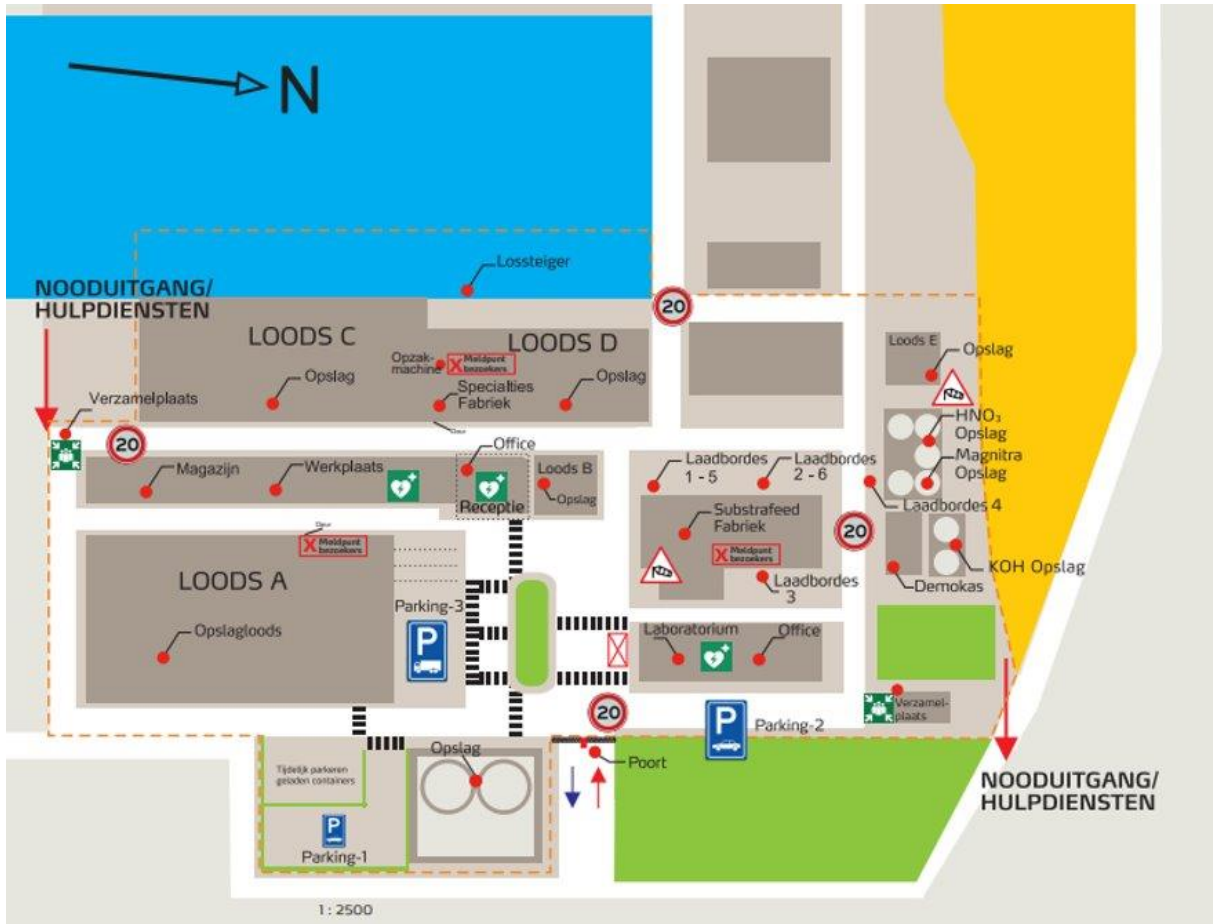 N
Lossteiger
NOODUITGANG/
HULPDIENSTEN
20
LOODS C
LOODS D
Opzak-
machine
X Meldpunt
bezoekers
Opslag
Specialties
Fabriek
Opslag
Deur
Loods E
Opslag
Verzamelplaats
20
HNO₃
Opslag
Magnitra
Opslag
Magazijn
Werkplaats
Office
Receptie
Loods B
Opslag
Laadbordes
1 - 5
Laadbordes
2 - 6
Laadbordes 4
Substrafeed
Fabriek
20
Deur
X Meldpunt
bezoekers
X Meldpunt
bezoekers
LOODS A
Laadbordes
3
KOH Opslag
Demokas
Parking-3
P
Opslagloods
Laboratorium
Office
Verzamel-
plaats
20
P
Parking-2
Opslag
Poort
Tijdelijk parkeren
geladen containers
P
Parking-1
NOODUITGANG/
HULPDIENSTEN
1 : 2500